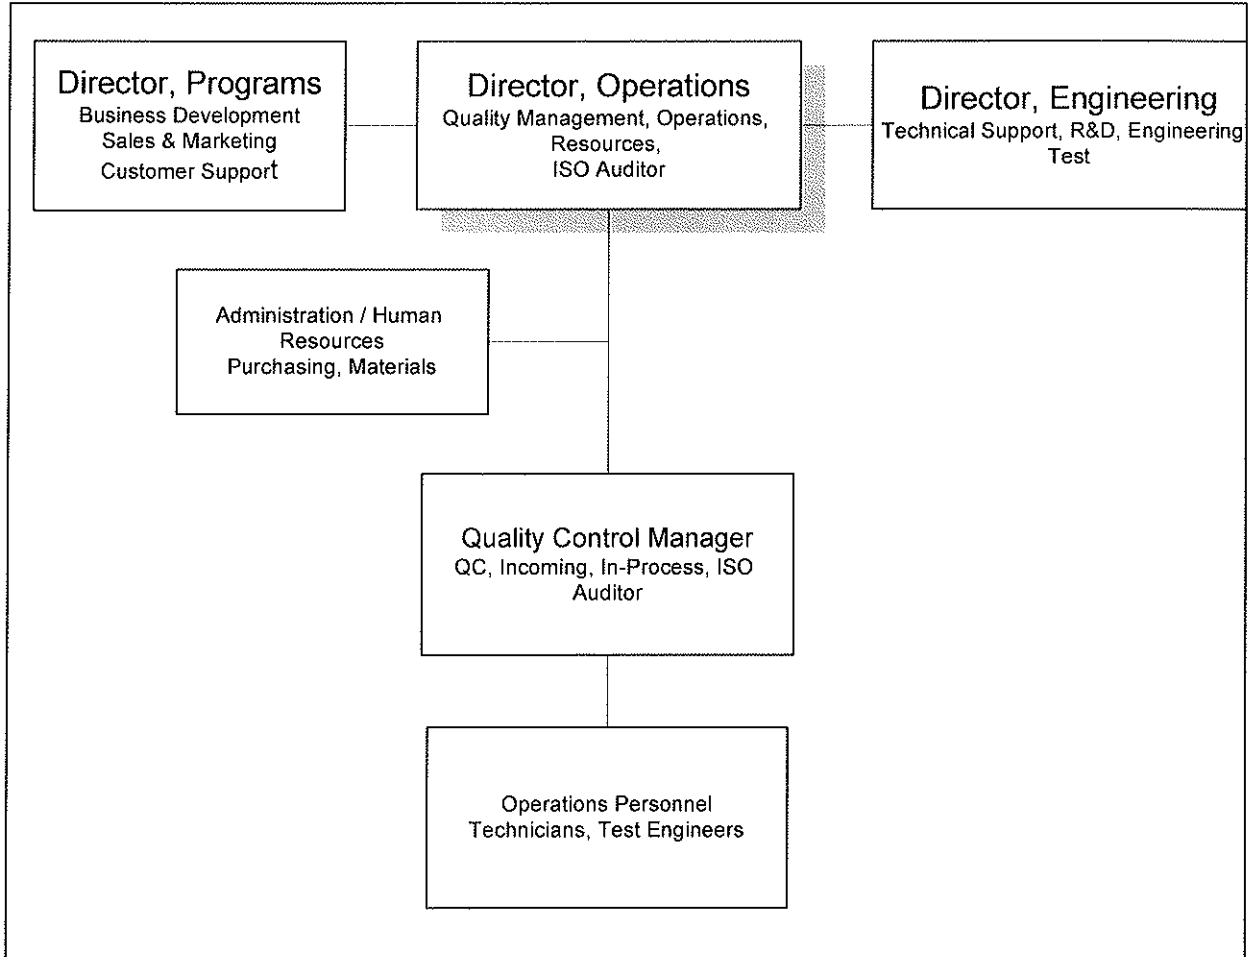 Director, Programs
Business Development
Sales & Marketing
Customer Support
Director, Operations
Quality Management, Operations,
Resources,
ISO Auditor
Director, Engineering
Technical Support, R&D, Engineering
Test
Administration / Human
Resources
Purchasing, Materials
Quality Control Manager
QC, Incoming, In-Process, ISO
Auditor
Operations Personnel
Technicians, Test Engineers